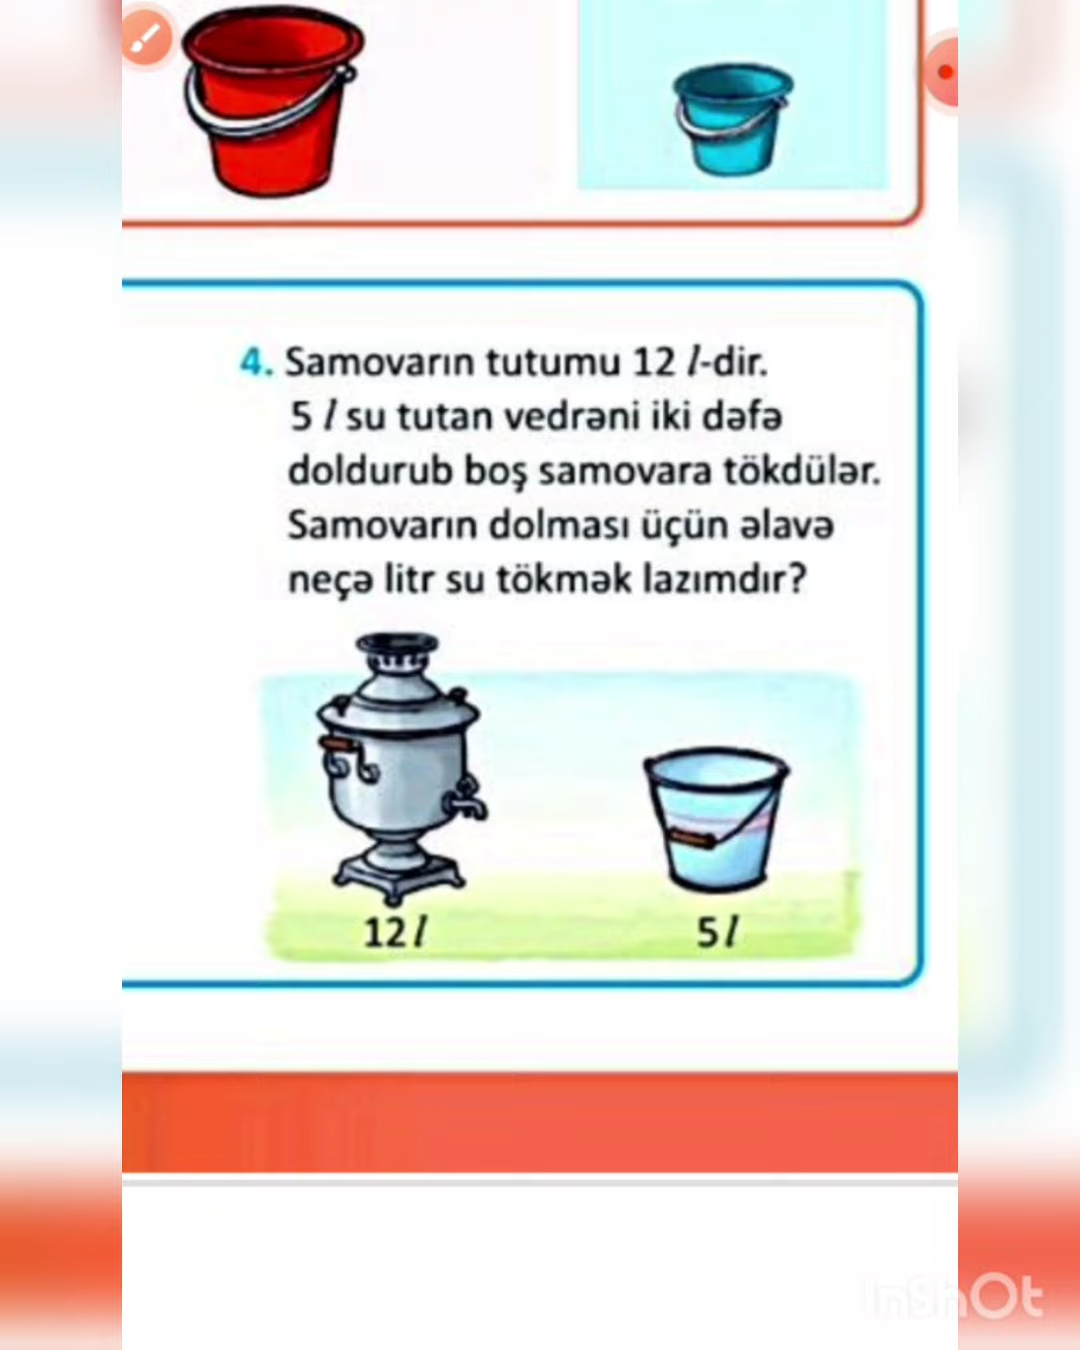 4. Samovarın tutumu 12 l-dir.
5 l su tutan vedrəni iki dəfə
doldurub boş samovara tökdülər.
Samovarın dolması üçün əlavə
neçə litr su tökmək lazımdır?
12 l
5 l
InShOt